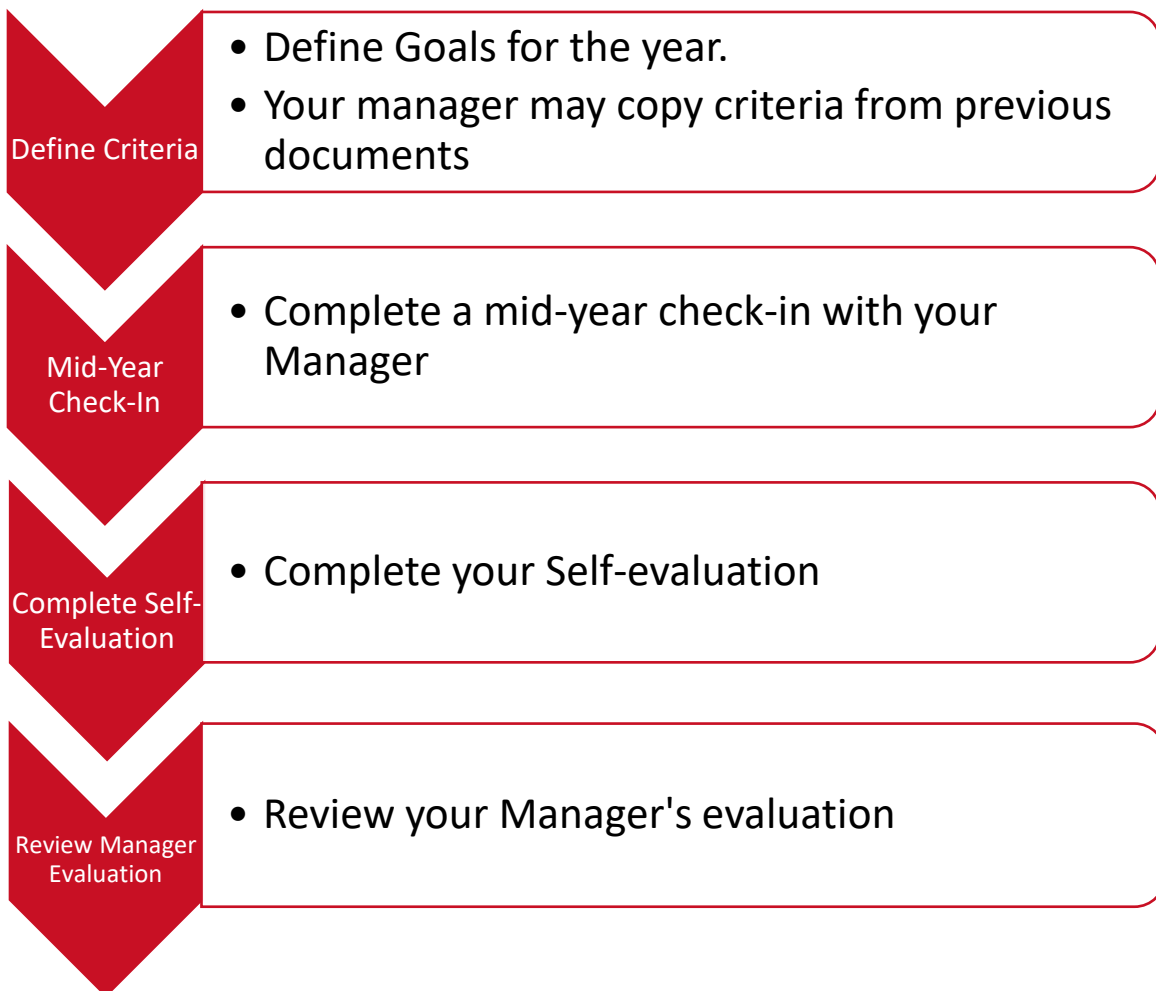 Define Criteria
• Define Goals for the year.
• Your manager may copy criteria from previous
documents
Mid-Year
Check-In
• Complete a mid-year check-in with your
Manager
Complete Self-
Evaluation
• Complete your Self-evaluation
Review Manager
Evaluation
• Review your Manager's evaluation